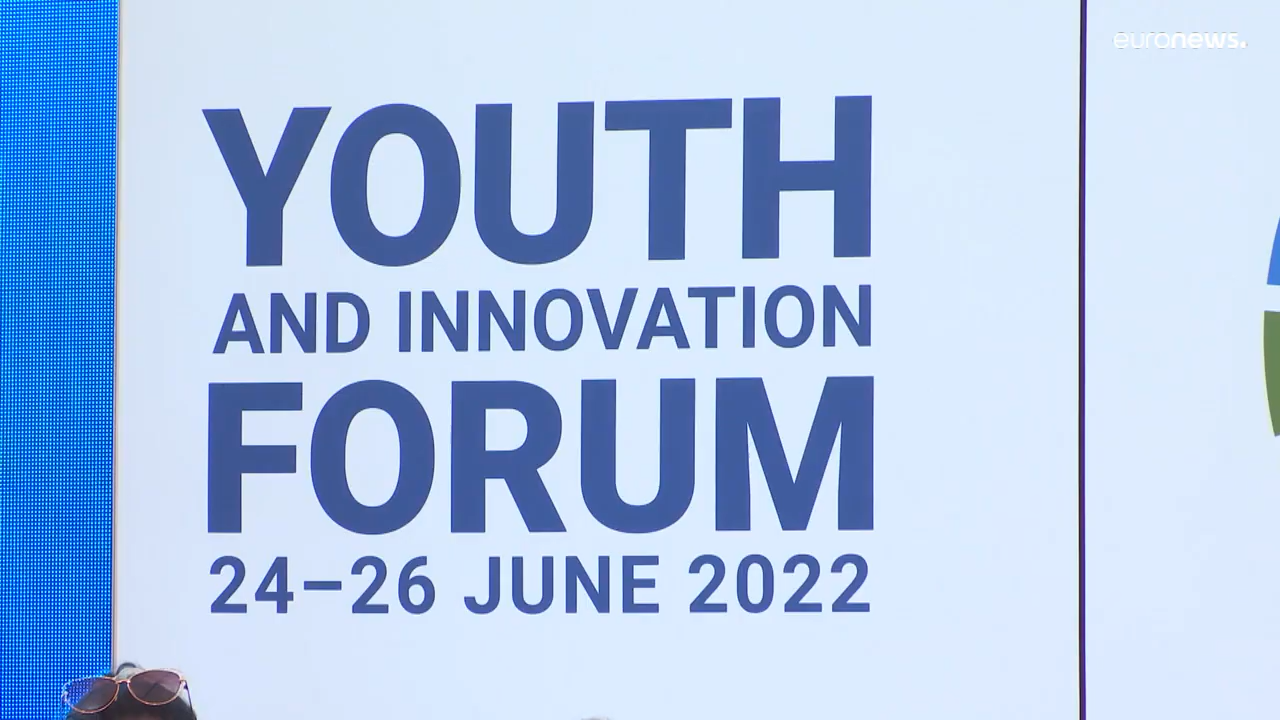 euronews.
YOUTH
AND INNOVATION
FORUM
24–26 JUNE 2022